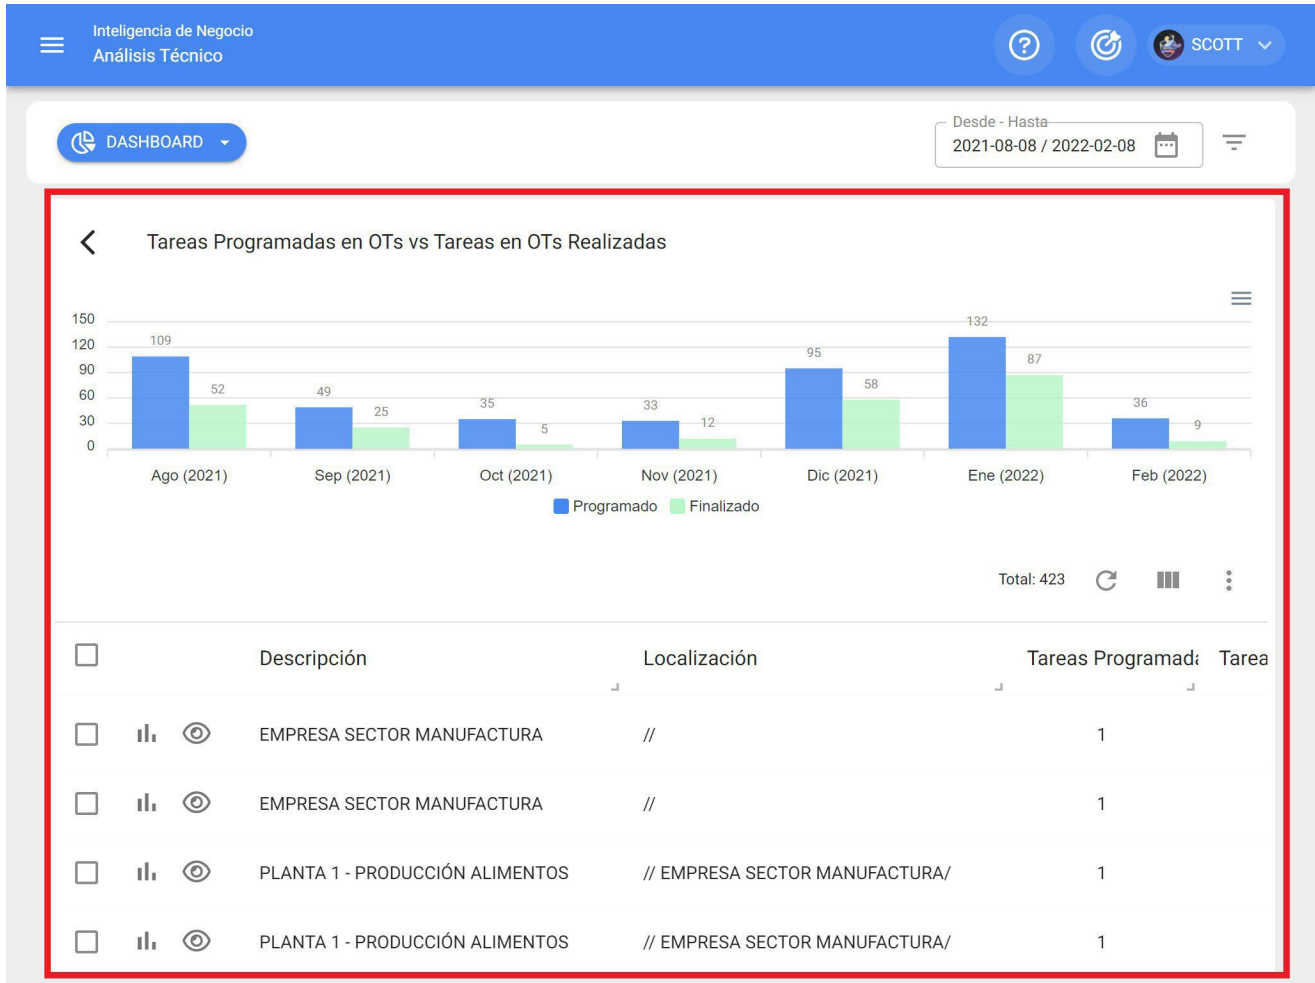 Inteligencia de Negocio
Análisis Técnico
SCOTT
DASHBOARD
Desde - Hasta
2021-08-08 / 2022-02-08
Tareas Programadas en OTs vs Tareas en OTs Realizadas
150
120
90
60
30
0
109
52
49
25
35
5
33
12
95
58
132
87
36
9
Ago (2021)
Sep (2021)
Oct (2021)
Nov (2021)
Dic (2021)
Ene (2022)
Feb (2022)
Programado Finalizado
Total: 423
Descripción Localización Tareas Programada Tarea
EMPRESA SECTOR MANUFACTURA // 1
EMPRESA SECTOR MANUFACTURA // 1
PLANTA 1 - PRODUCCIÓN ALIMENTOS // EMPRESA SECTOR MANUFACTURA/ 1
PLANTA 1 - PRODUCCIÓN ALIMENTOS // EMPRESA SECTOR MANUFACTURA/ 1